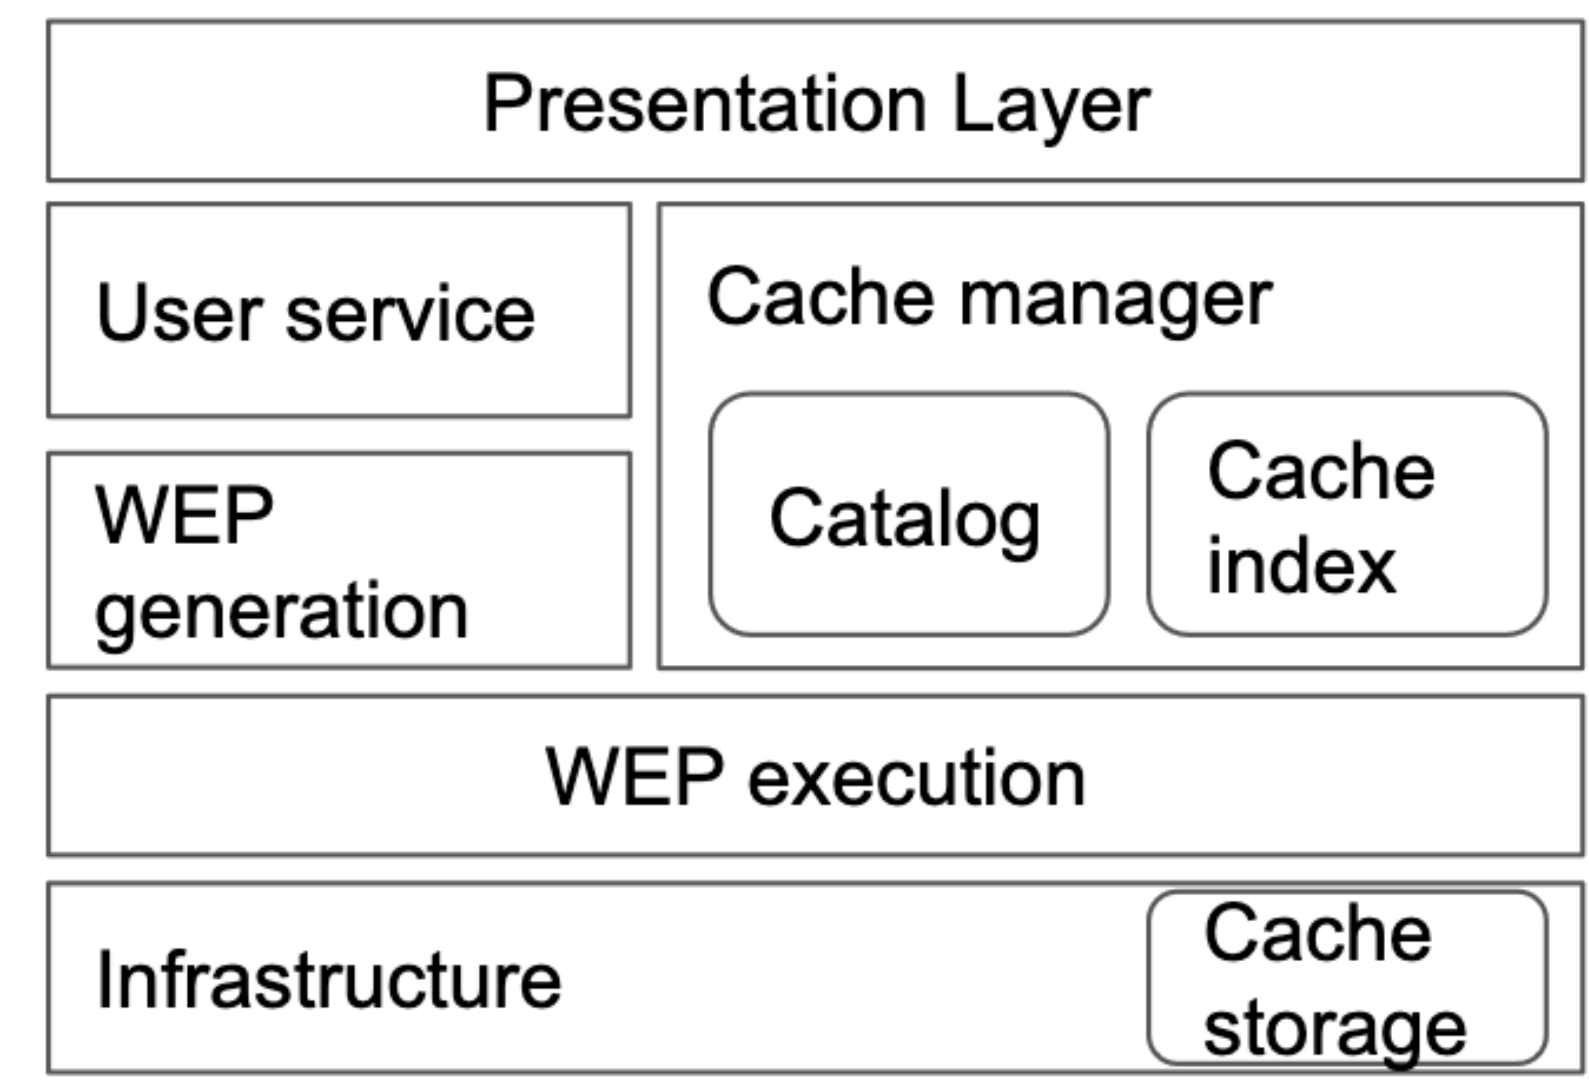 Presentation Layer
User service
WEP
generation
Cache manager
Catalog
Cache
index
WEP execution
Infrastructure
Cache
storage